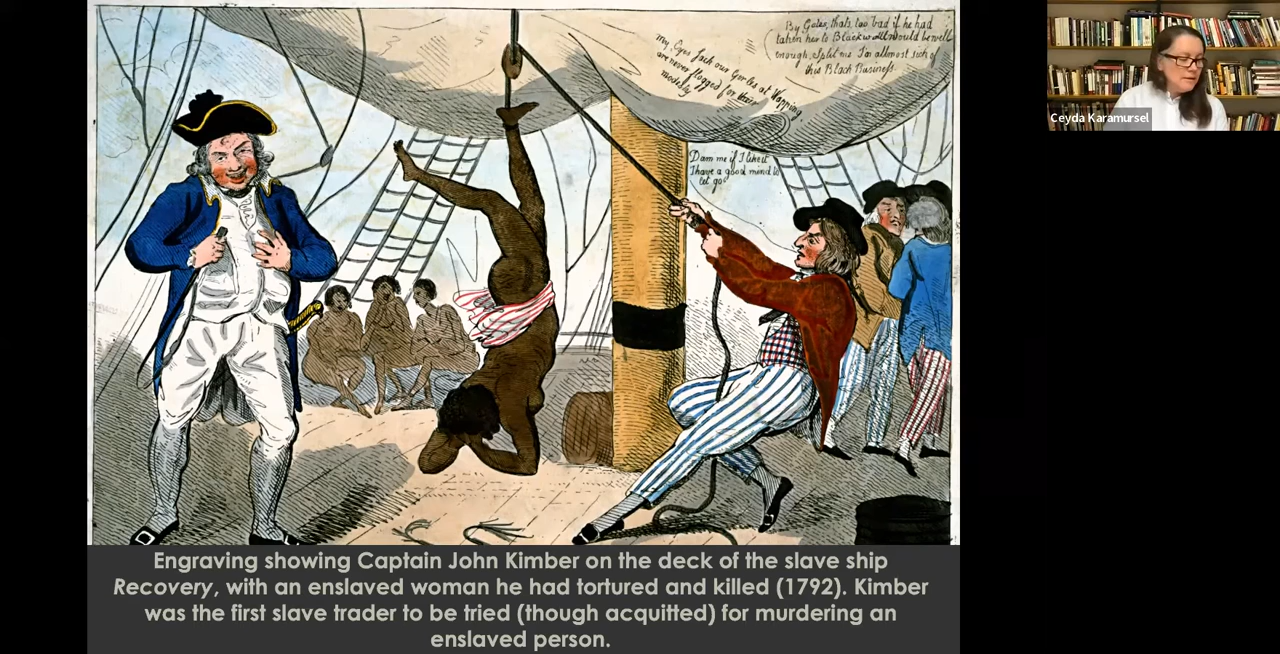 By Gales, thats too bad if he had
taken her to Blackwall would be well
enough, Split me I'm allmost sick of
this Black Business
My Eyes Jack our Girles at Wapping
are never flogged for their
modesty
Dam me if I like it
I have a good mind to
let go
Ceyda Karamursel
Engraving showing Captain John Kimber on the deck of the slave ship
Recovery, with an enslaved woman he had tortured and killed (1792). Kimber
was the first slave trader to be tried (though acquitted) for murdering an
enslaved person.